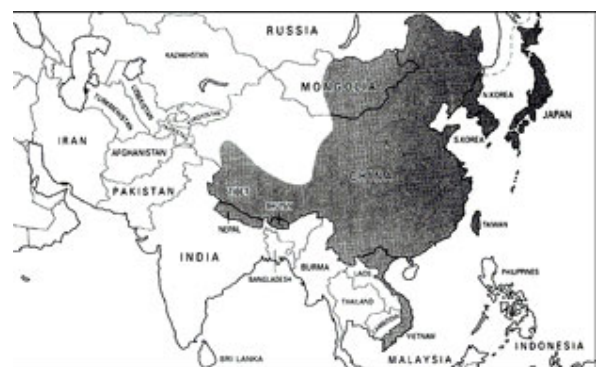 RUSSIA
KAZAKHSTAN
MONGOLIA
N.KOREA
JAPAN
S.KOREA
UZBEKISTAN
TURKMENISTAN
IRAN
AFGHANISTAN
CHINA
PAKISTAN
TIBET
BHUTAN
NEPAL
TAIWAN
INDIA
BURMA
LAOS
BANGLADESH
PHILIPPINES
THAILAND
VIETNAM
SRI LANKA
MALAYSIA
INDONESIA